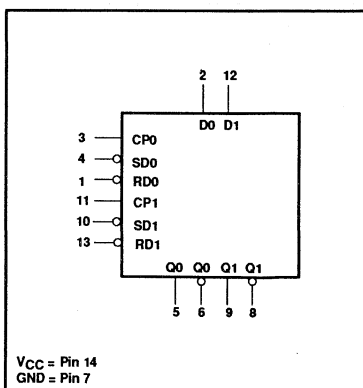 2 12
D0 D1
3 CP0
4 SD0
1 RD0
11 CP1
10 SD1
13 RD1
Q0 Q0 Q1 Q1
5 6 9 8
VCC = Pin 14
GND = Pin 7